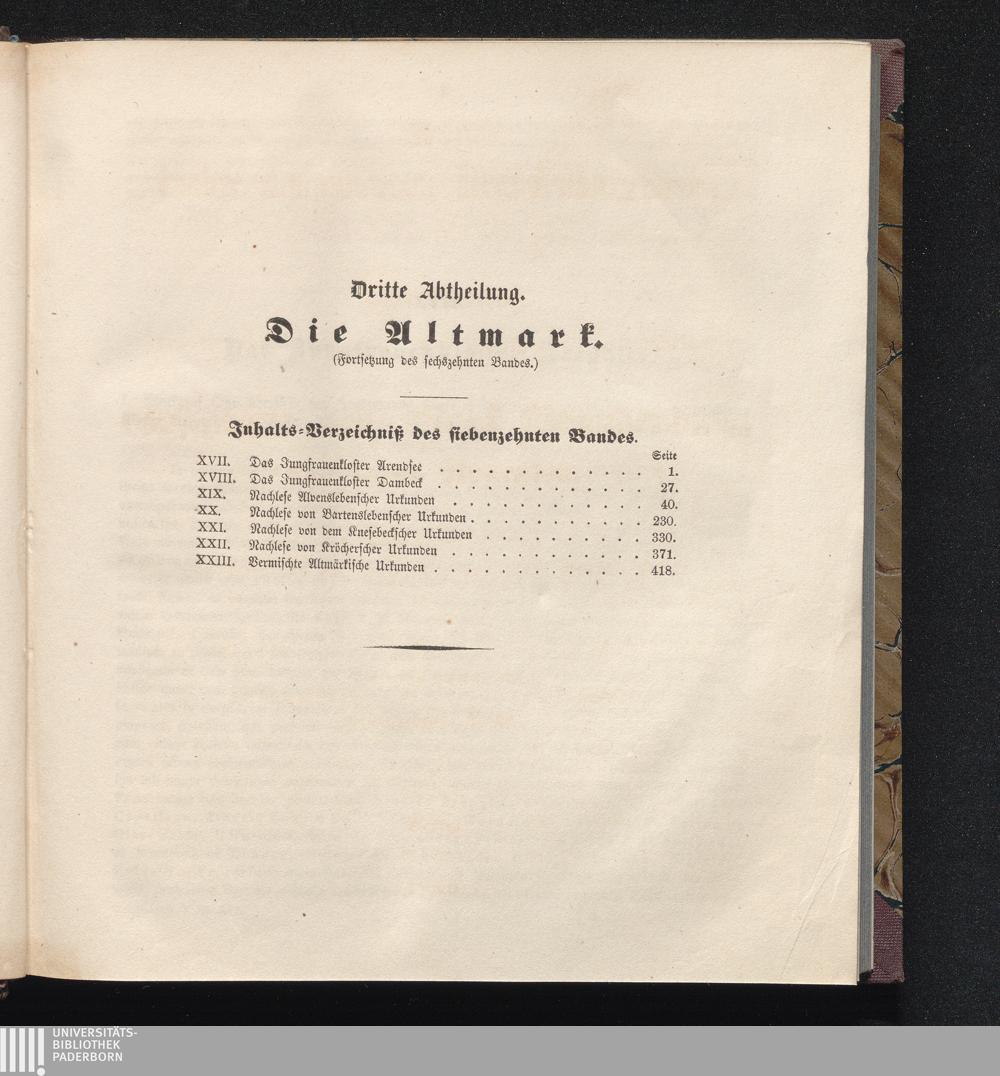 Dritte Abtheilung.
Die Altmark.
(Fortsetzung des sechszehnten Bandes.)
Inhalts-Verzeichniß des siebenzehnten Bandes.
Seite
XVII. Das Jungfrauenkloster Arendsee . . . . . . . . . . . . . . 1.
XVIII. Das Jungfrauenkloster Dambeck . . . . . . . . . . . . . . 27.
XIX. Nachlese Alvenslebenscher Urkunden . . . . . . . . . . . . . 40.
XX. Nachlese von Bartenslebenscher Urkunden . . . . . . . . . . . . 230.
XXI. Nachlese von dem Knesebeckscher Urkunden . . . . . . . . . . . 330.
XXII. Nachlese von Kröcherscher Urkunden . . . . . . . . . . . . . 371.
XXIII. Vermischte Altmärkische Urkunden . . . . . . . . . . . . . . 418.
UNIVERSITÄTS-
BIBLIOTHEK
PADERBORN